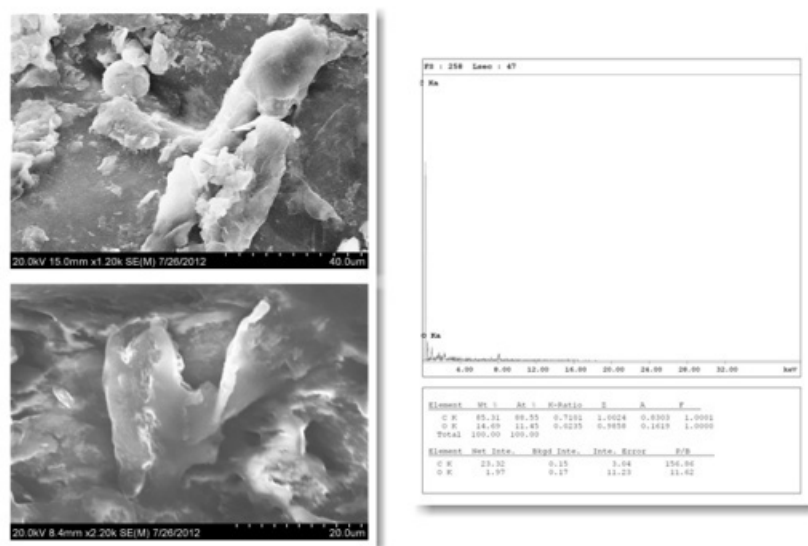 20.0kV 15.0mm x1.20k SE(M) 7/26/2012 40.0um
20.0kV 8.4mm x2.20k SE(M) 7/26/2012 20.0um
FS : 258 Lsec : 47
C Ka
O Ka
4.00 8.00 12.00 16.00 20.00 24.00 28.00 32.00 keV
Element Wt % At % K-Ratio Z A F
C K 85.31 88.55 0.7101 1.0024 0.8303 1.0001
O K 14.69 11.45 0.0235 0.9858 0.1619 1.0000
Total 100.00 100.00
Element Net Inte. Bkgd Inte. Inte. Error P/B
C K 23.32 0.15 3.04 156.86
O K 1.97 0.17 11.23 11.62